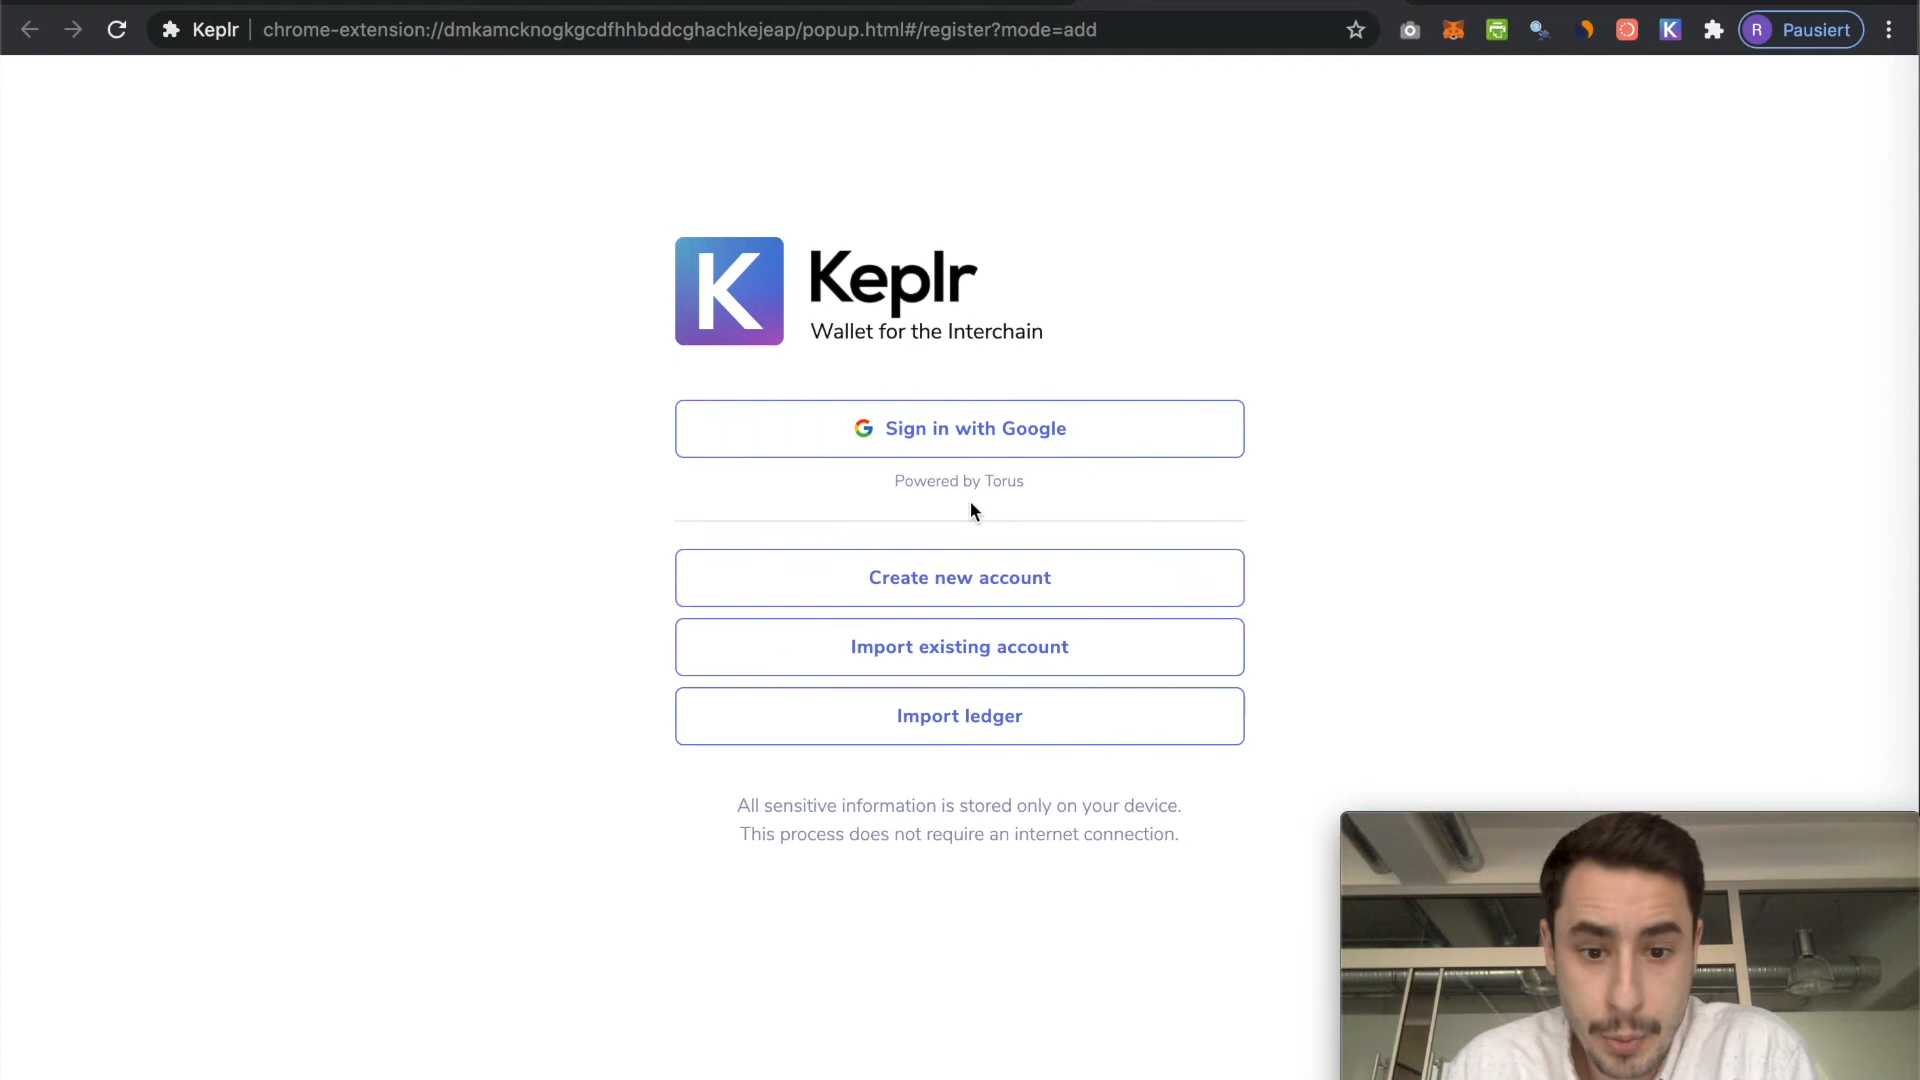 Keplr
chrome-extension://dmkamcknogkgcdfhhbddcghachkejeap/popup.html#/register?mode=add
K
R
Pausiert
K
Keplr
Wallet for the Interchain
G Sign in with Google
Powered by Torus
Create new account
Import existing account
Import ledger
All sensitive information is stored only on your device.
This process does not require an internet connection.